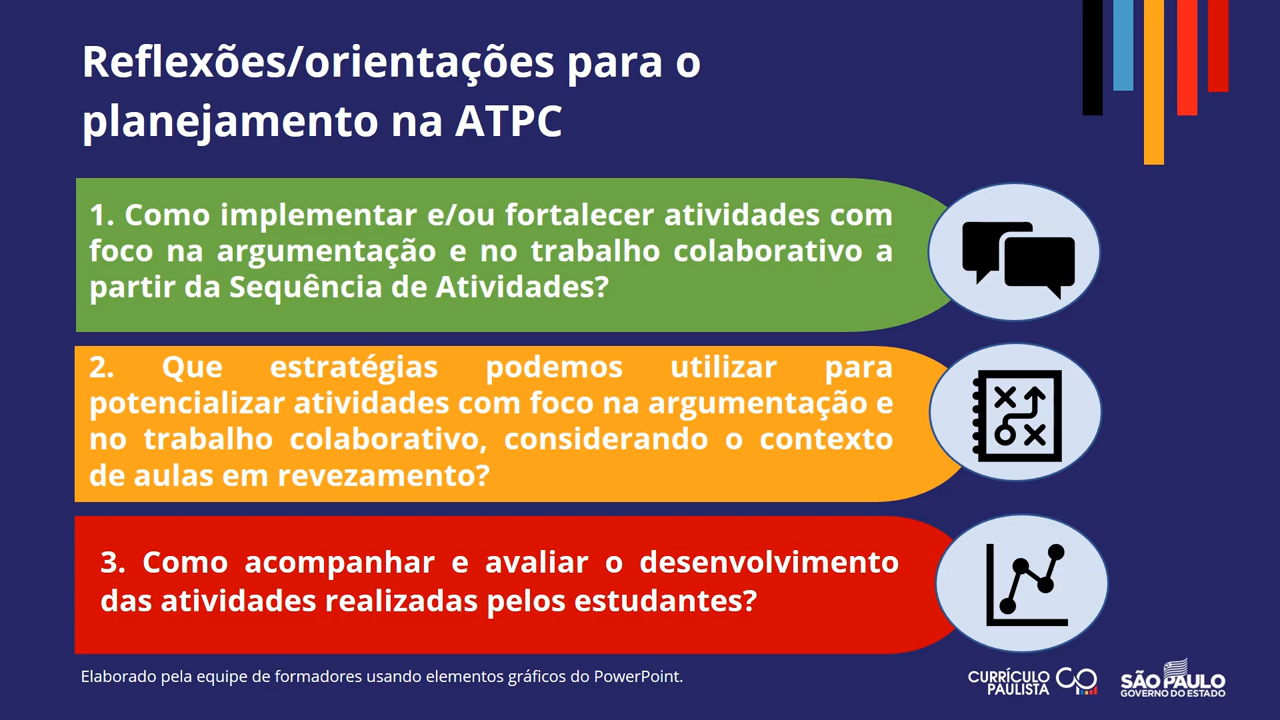 Reflexões/orientações para o
planejamento na ATPC
1. Como implementar e/ou fortalecer atividades com
foco na argumentação e no trabalho colaborativo a
partir da Sequência de Atividades?
2. Que estratégias podemos utilizar para
potencializar atividades com foco na argumentação e
no trabalho colaborativo, considerando o contexto
de aulas em revezamento?
3. Como acompanhar e avaliar o desenvolvimento
das atividades realizadas pelos estudantes?
Elaborado pela equipe de formadores usando elementos gráficos do PowerPoint.
CURRÍCULO
PAULISTA
SÃO PAULO
GOVERNO DO ESTADO